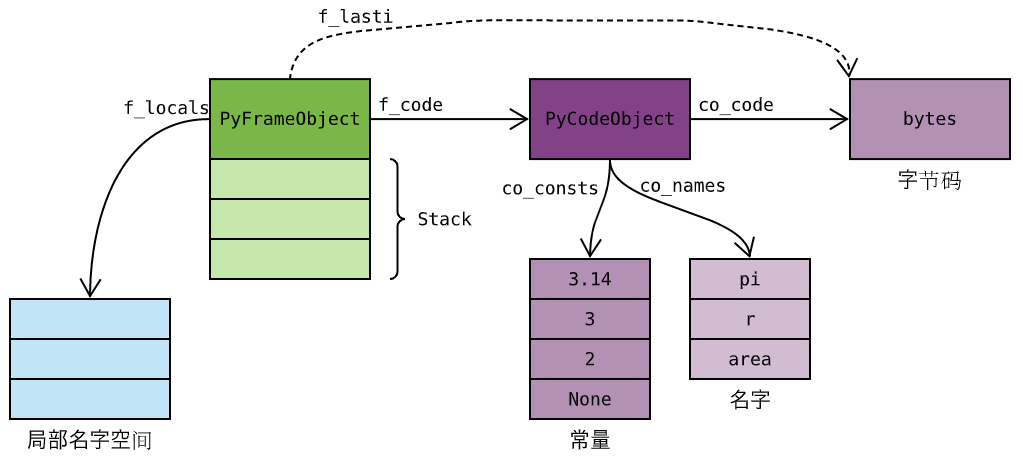 f_lasti
f_locals
PyFrameObject
f_code
PyCodeObject
co_code
bytes
字节码
co_consts
co_names
Stack
3.14
3
2
None
pi
r
area
局部名字空间
常量
名字